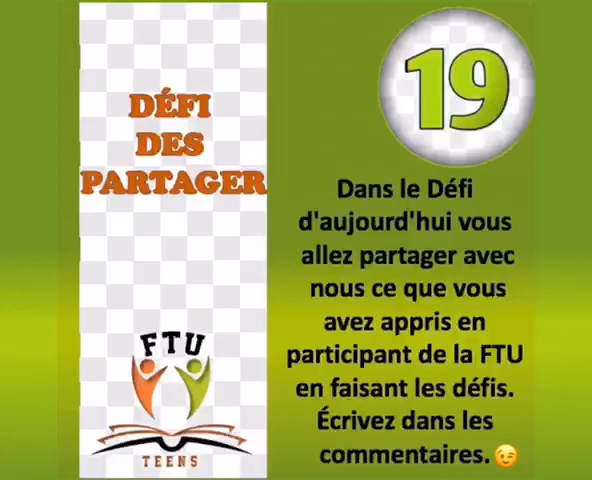 DÉFI
DES
PARTAGER
FTU
TEENS
19
Dans le Défi
d'aujourd'hui vous
allez partager avec
nous ce que vous
avez appris en
participant de la FTU
en faisant les défis.
Écrivez dans les
commentaires.😉